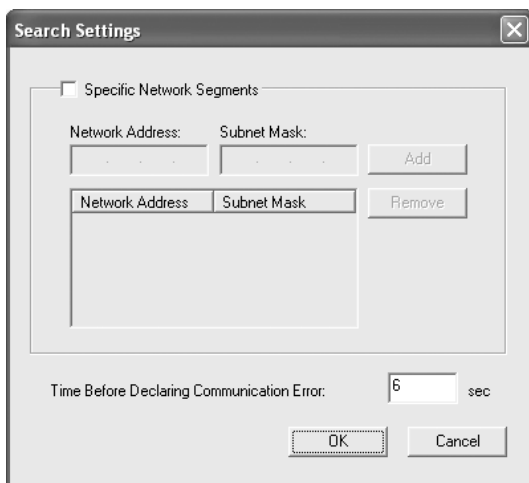 Search Settings
Specific Network Segments
Network Address: Subnet Mask:
. . . . . . Add
Network Address Subnet Mask Remove
Time Before Declaring Communication Error: 6 sec
OK Cancel